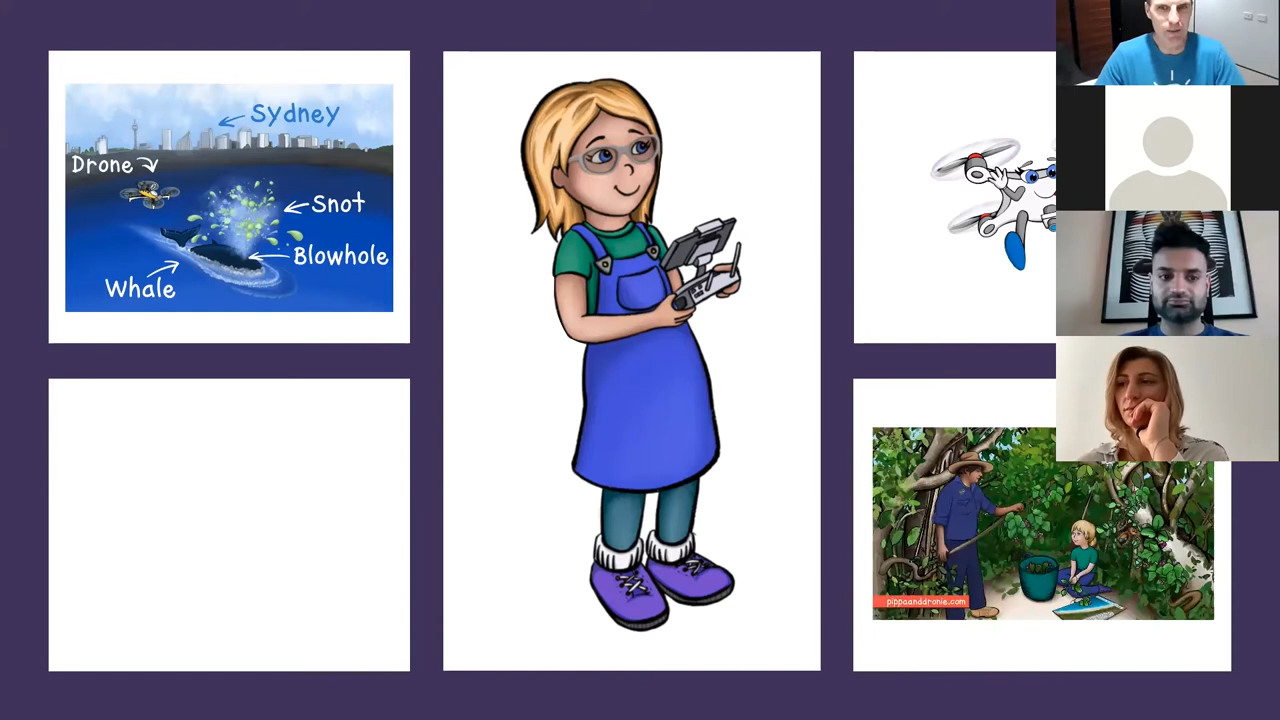 Sydney
Drone
Snot
Blowhole
Whale
pippaanddronie.com